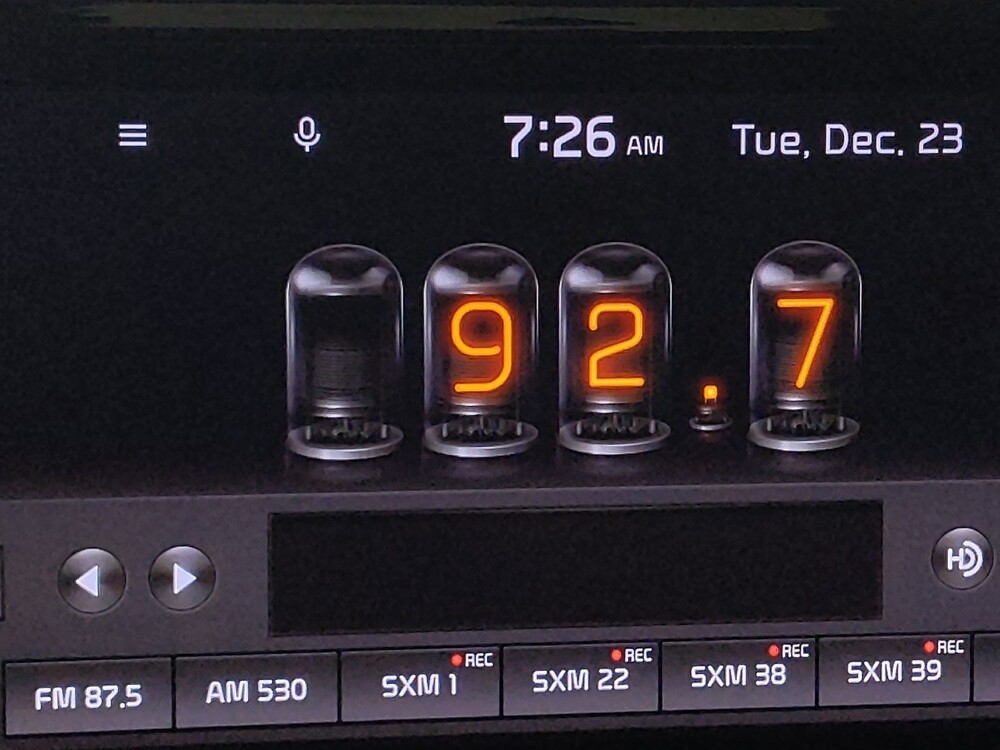 7:26 AM Tue, Dec. 23
92.7
HD
REC REC REC REC
FM 87.5 AM 530 SXM 1 SXM 22 SXM 38 SXM 39